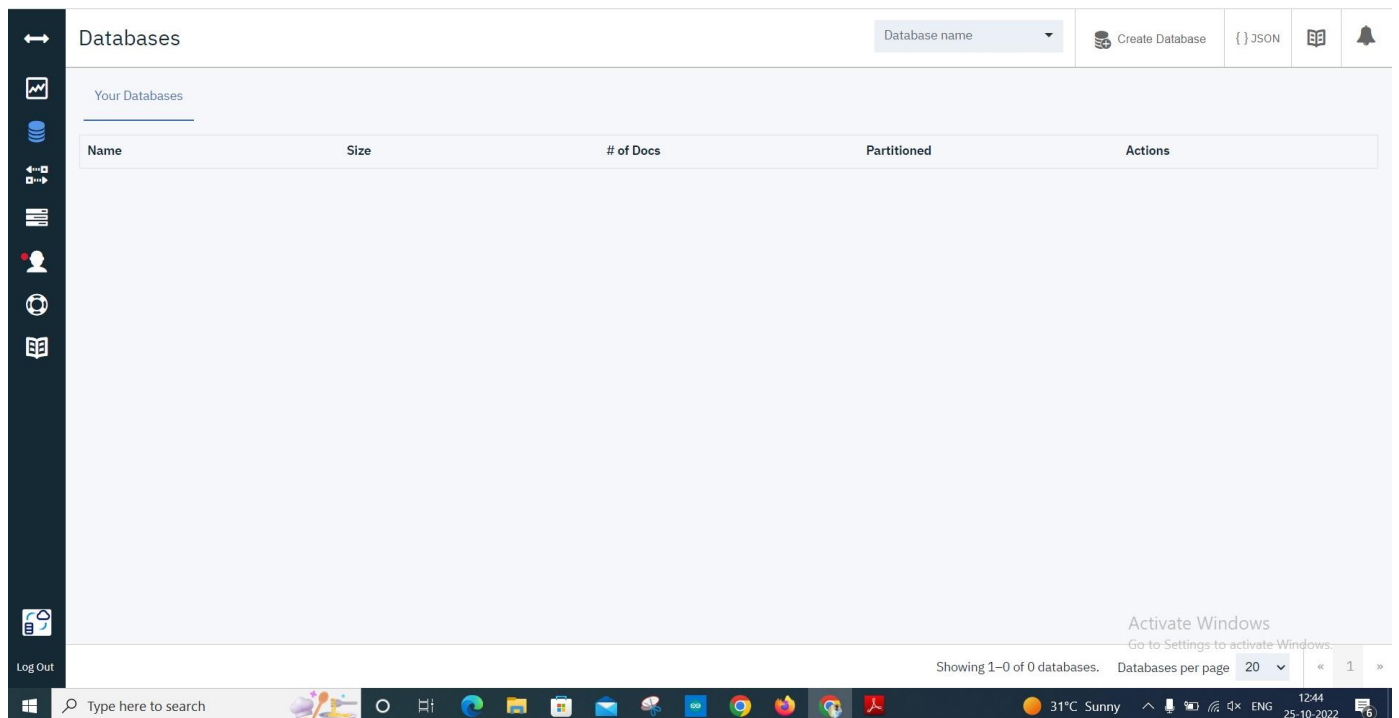 Databases
Database name
Create Database
{ } JSON
Your Databases
Name Size # of Docs Partitioned Actions
Activate Windows
Go to Settings to activate Windows.
Log Out
Showing 1–0 of 0 databases. Databases per page 20 « 1 »
Type here to search
31°C Sunny
ENG
12:44
25-10-2022
6